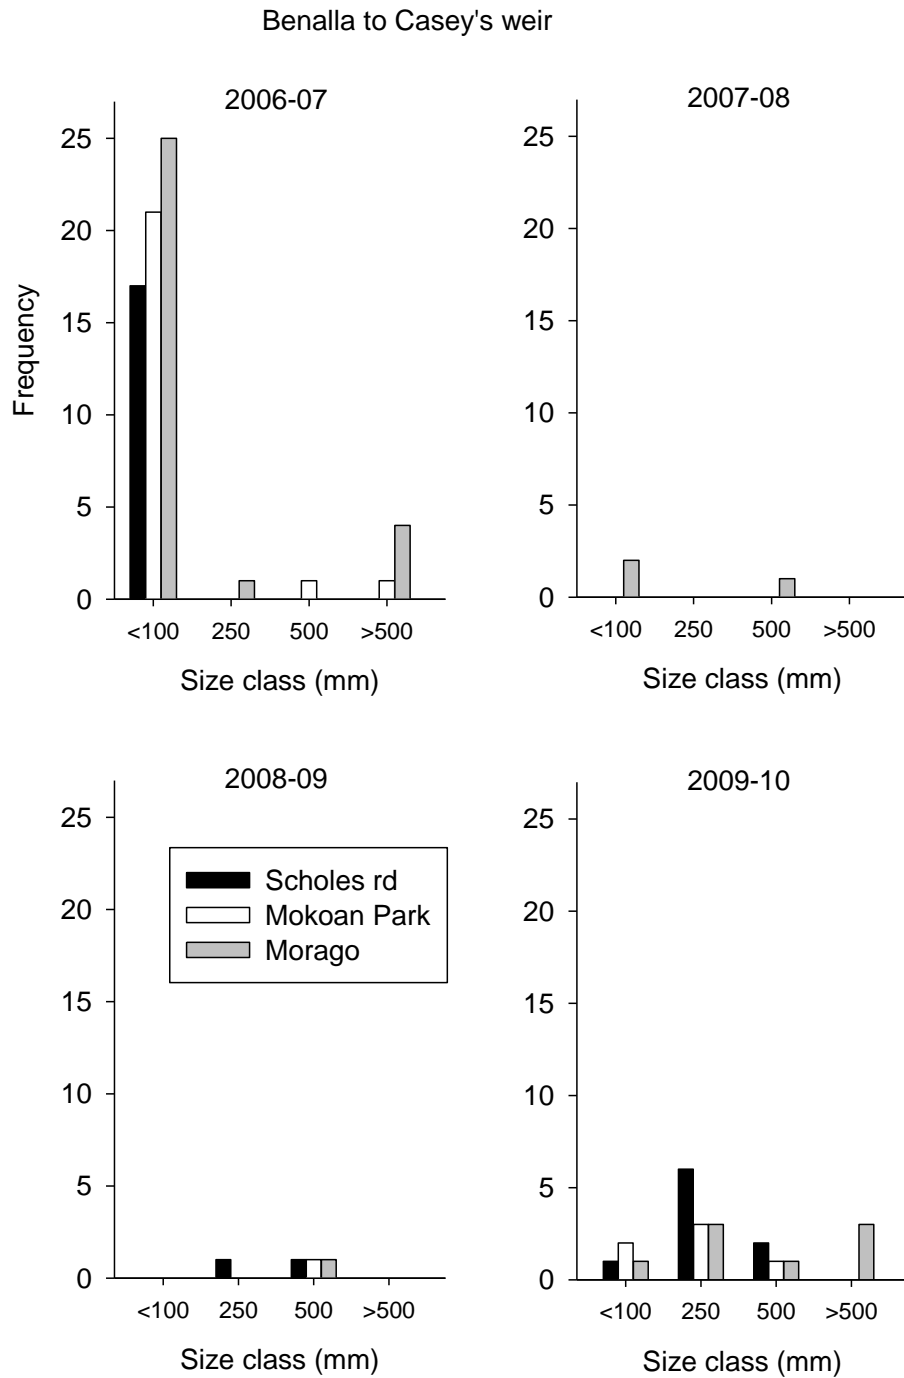 Benalla to Casey's weir
2006-07
25
20
15
10
5
0
Frequency
<100 250 500 >500
Size class (mm)
2007-08
25
20
15
10
5
0
<100 250 500 >500
Size class (mm)
2008-09
25
20
15
10
5
0
Scholes rd
Mokoan Park
Morago
<100 250 500 >500
Size class (mm)
2009-10
25
20
15
10
5
0
<100 250 500 >500
Size class (mm)